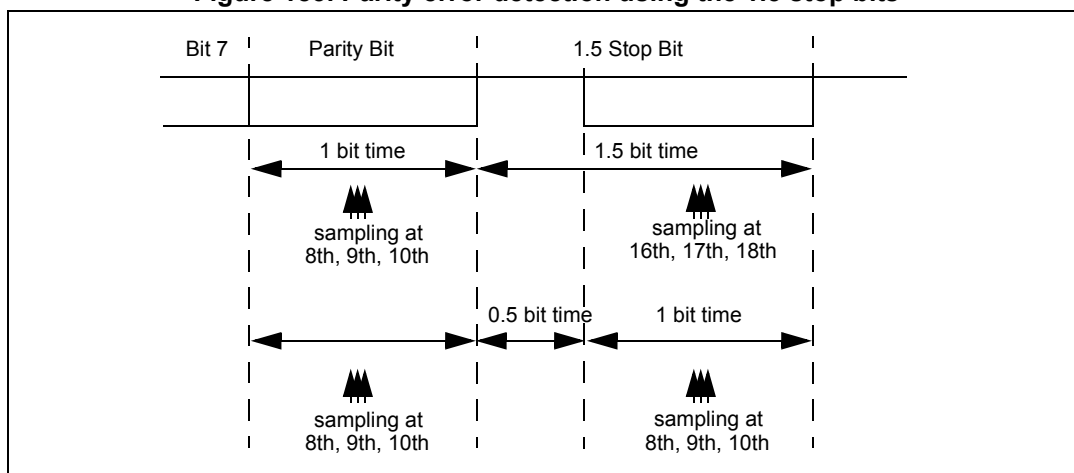 Parity error detection using the 1.5 stop bits
Bit 7 Parity Bit 1.5 Stop Bit
1 bit time 1.5 bit time
sampling at sampling at
8th, 9th, 10th 16th, 17th, 18th
0.5 bit time 1 bit time
sampling at sampling at
8th, 9th, 10th 8th, 9th, 10th